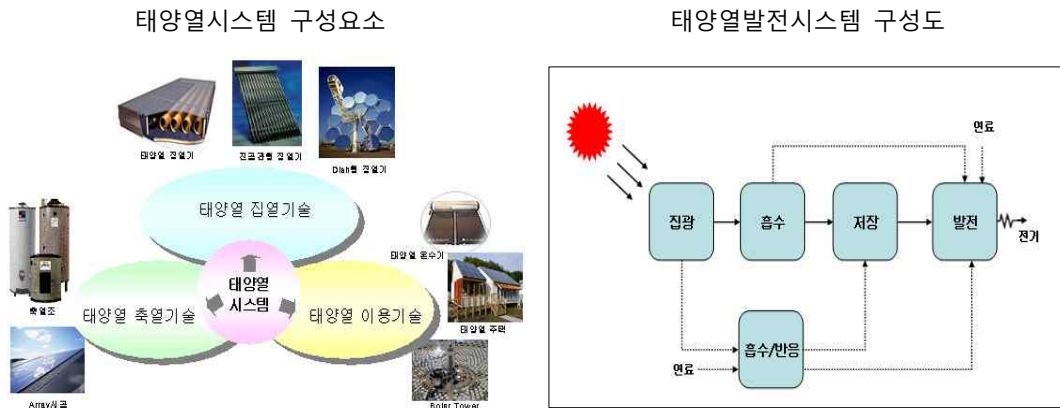 태양열시스템 구성요소
태양열 집열기
진공관형 집열기
Dish형 집열기
태양열 집열기술
태양열 온수기
태양열
시스템
태양열 축열기술
태양열 이용기술
축열조
태양열 주택
Array시공
Solar Tower
태양열발전시스템 구성도
연료
집광
흡수
저장
발전
전기
흡수/반응
연료